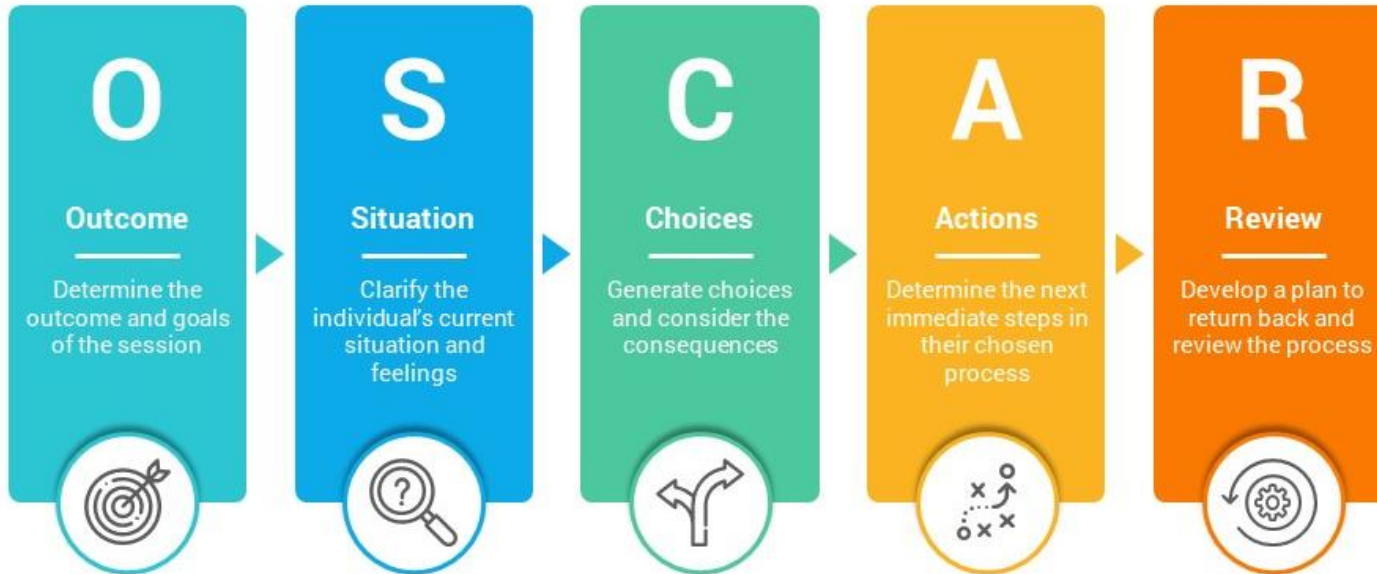 O
Outcome
Determine the
outcome and goals
of the session
S
Situation
Clarify the
individual's current
situation and
feelings
C
Choices
Generate choices
and consider the
consequences
A
Actions
Determine the next
immediate steps in
their chosen
process
R
Review
Develop a plan to
return back and
review the process
?